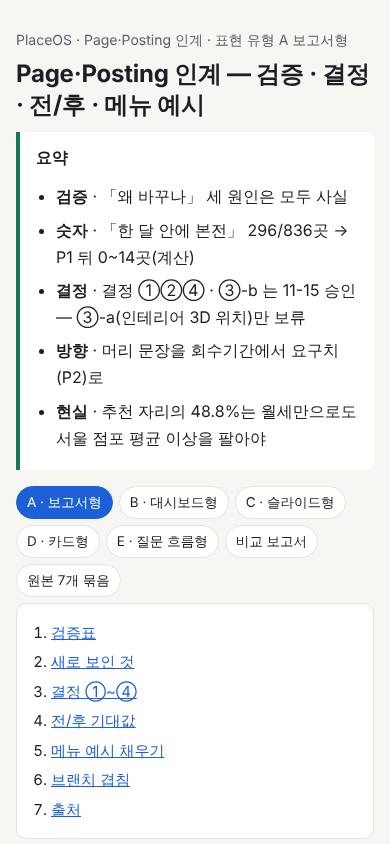 PlaceOS · Page·Posting 인계 · 표현 유형 A 보고서형
Page·Posting 인계 — 검증 · 결정
· 전/후 · 메뉴 예시
요약
• 검증 · 「왜 바꾸나」 세 원인은 모두 사실
• 숫자 · 「한 달 안에 본전」 296/836곳 →
P1 뒤 0~14곳(계산)
• 결정 · 결정 ①②④ · ③-b 는 11-15 승인
— ③-a(인테리어 3D 위치)만 보류
• 방향 · 머리 문장을 회수기간에서 요구치
(P2)로
• 현실 · 추천 자리의 48.8%는 월세만으로도
서울 점포 평균 이상을 팔아야
A · 보고서형
B · 대시보드형
C · 슬라이드형
D · 카드형
E · 질문 흐름형
비교 보고서
원본 7개 묶음
1. 검증표
2. 새로 보인 것
3. 결정 ①~④
4. 전/후 기대값
5. 메뉴 예시 채우기
6. 브랜치 겹침
7. 출처